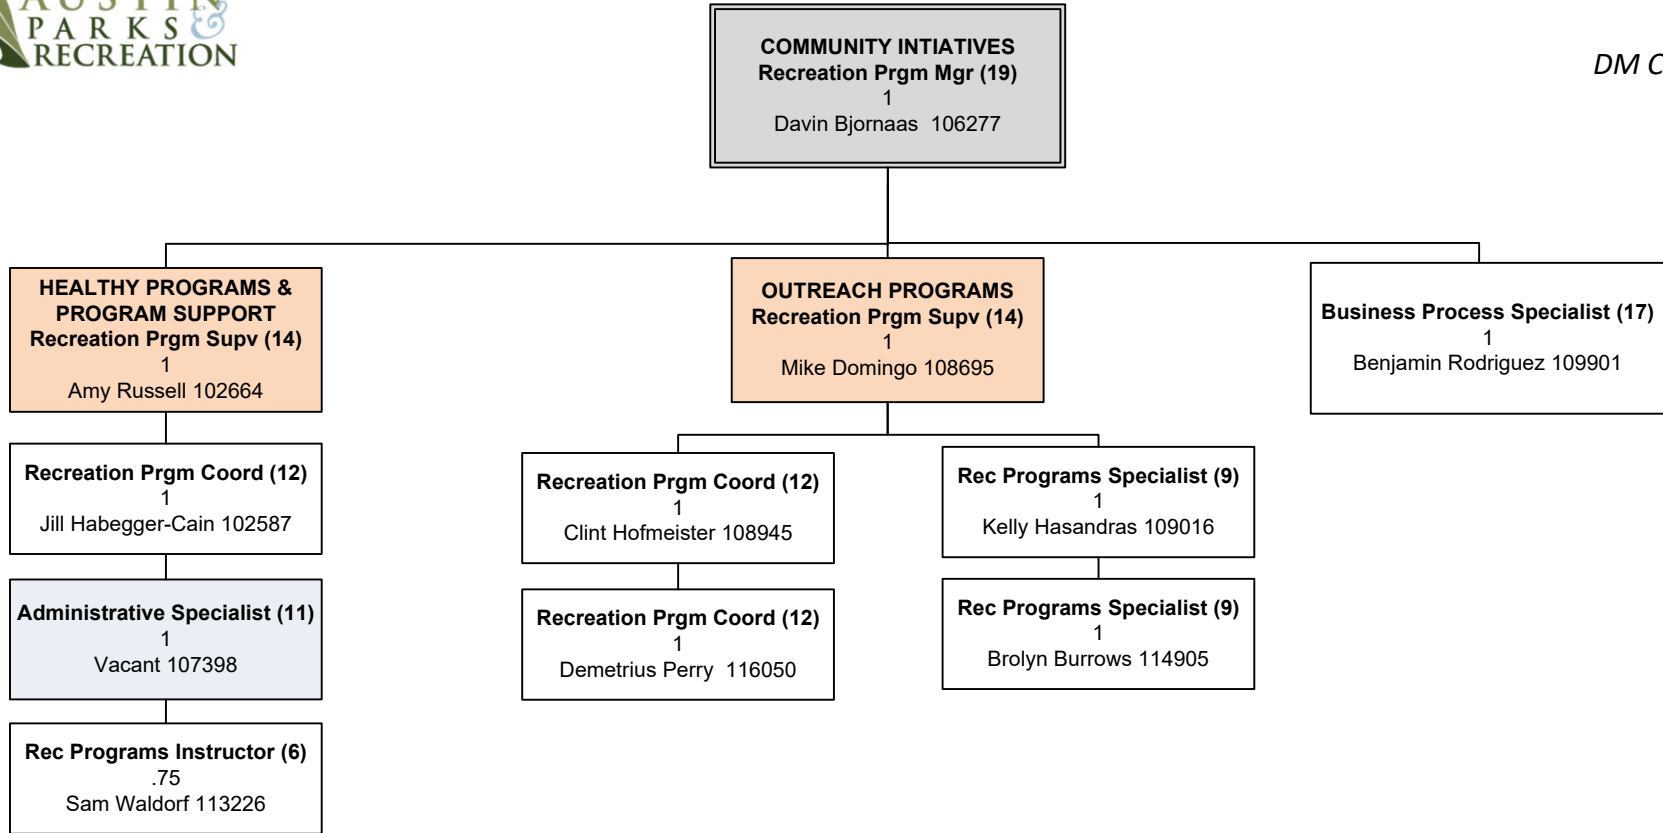 AUSTIN
PARKS &
RECREATION
COMMUNITY INTIATIVES
Recreation Prgm Mgr (19)
1
Davin Bjornaas 106277
DM C
HEALTHY PROGRAMS &
PROGRAM SUPPORT
Recreation Prgm Supv (14)
1
Amy Russell 102664
OUTREACH PROGRAMS
Recreation Prgm Supv (14)
1
Mike Domingo 108695
Business Process Specialist (17)
1
Benjamin Rodriguez 109901
Recreation Prgm Coord (12)
1
Jill Habegger-Cain 102587
Recreation Prgm Coord (12)
1
Clint Hofmeister 108945
Rec Programs Specialist (9)
1
Kelly Hasandras 109016
Administrative Specialist (11)
1
Vacant 107398
Recreation Prgm Coord (12)
1
Demetrius Perry 116050
Rec Programs Specialist (9)
1
Brolyn Burrows 114905
Rec Programs Instructor (6)
.75
Sam Waldorf 113226